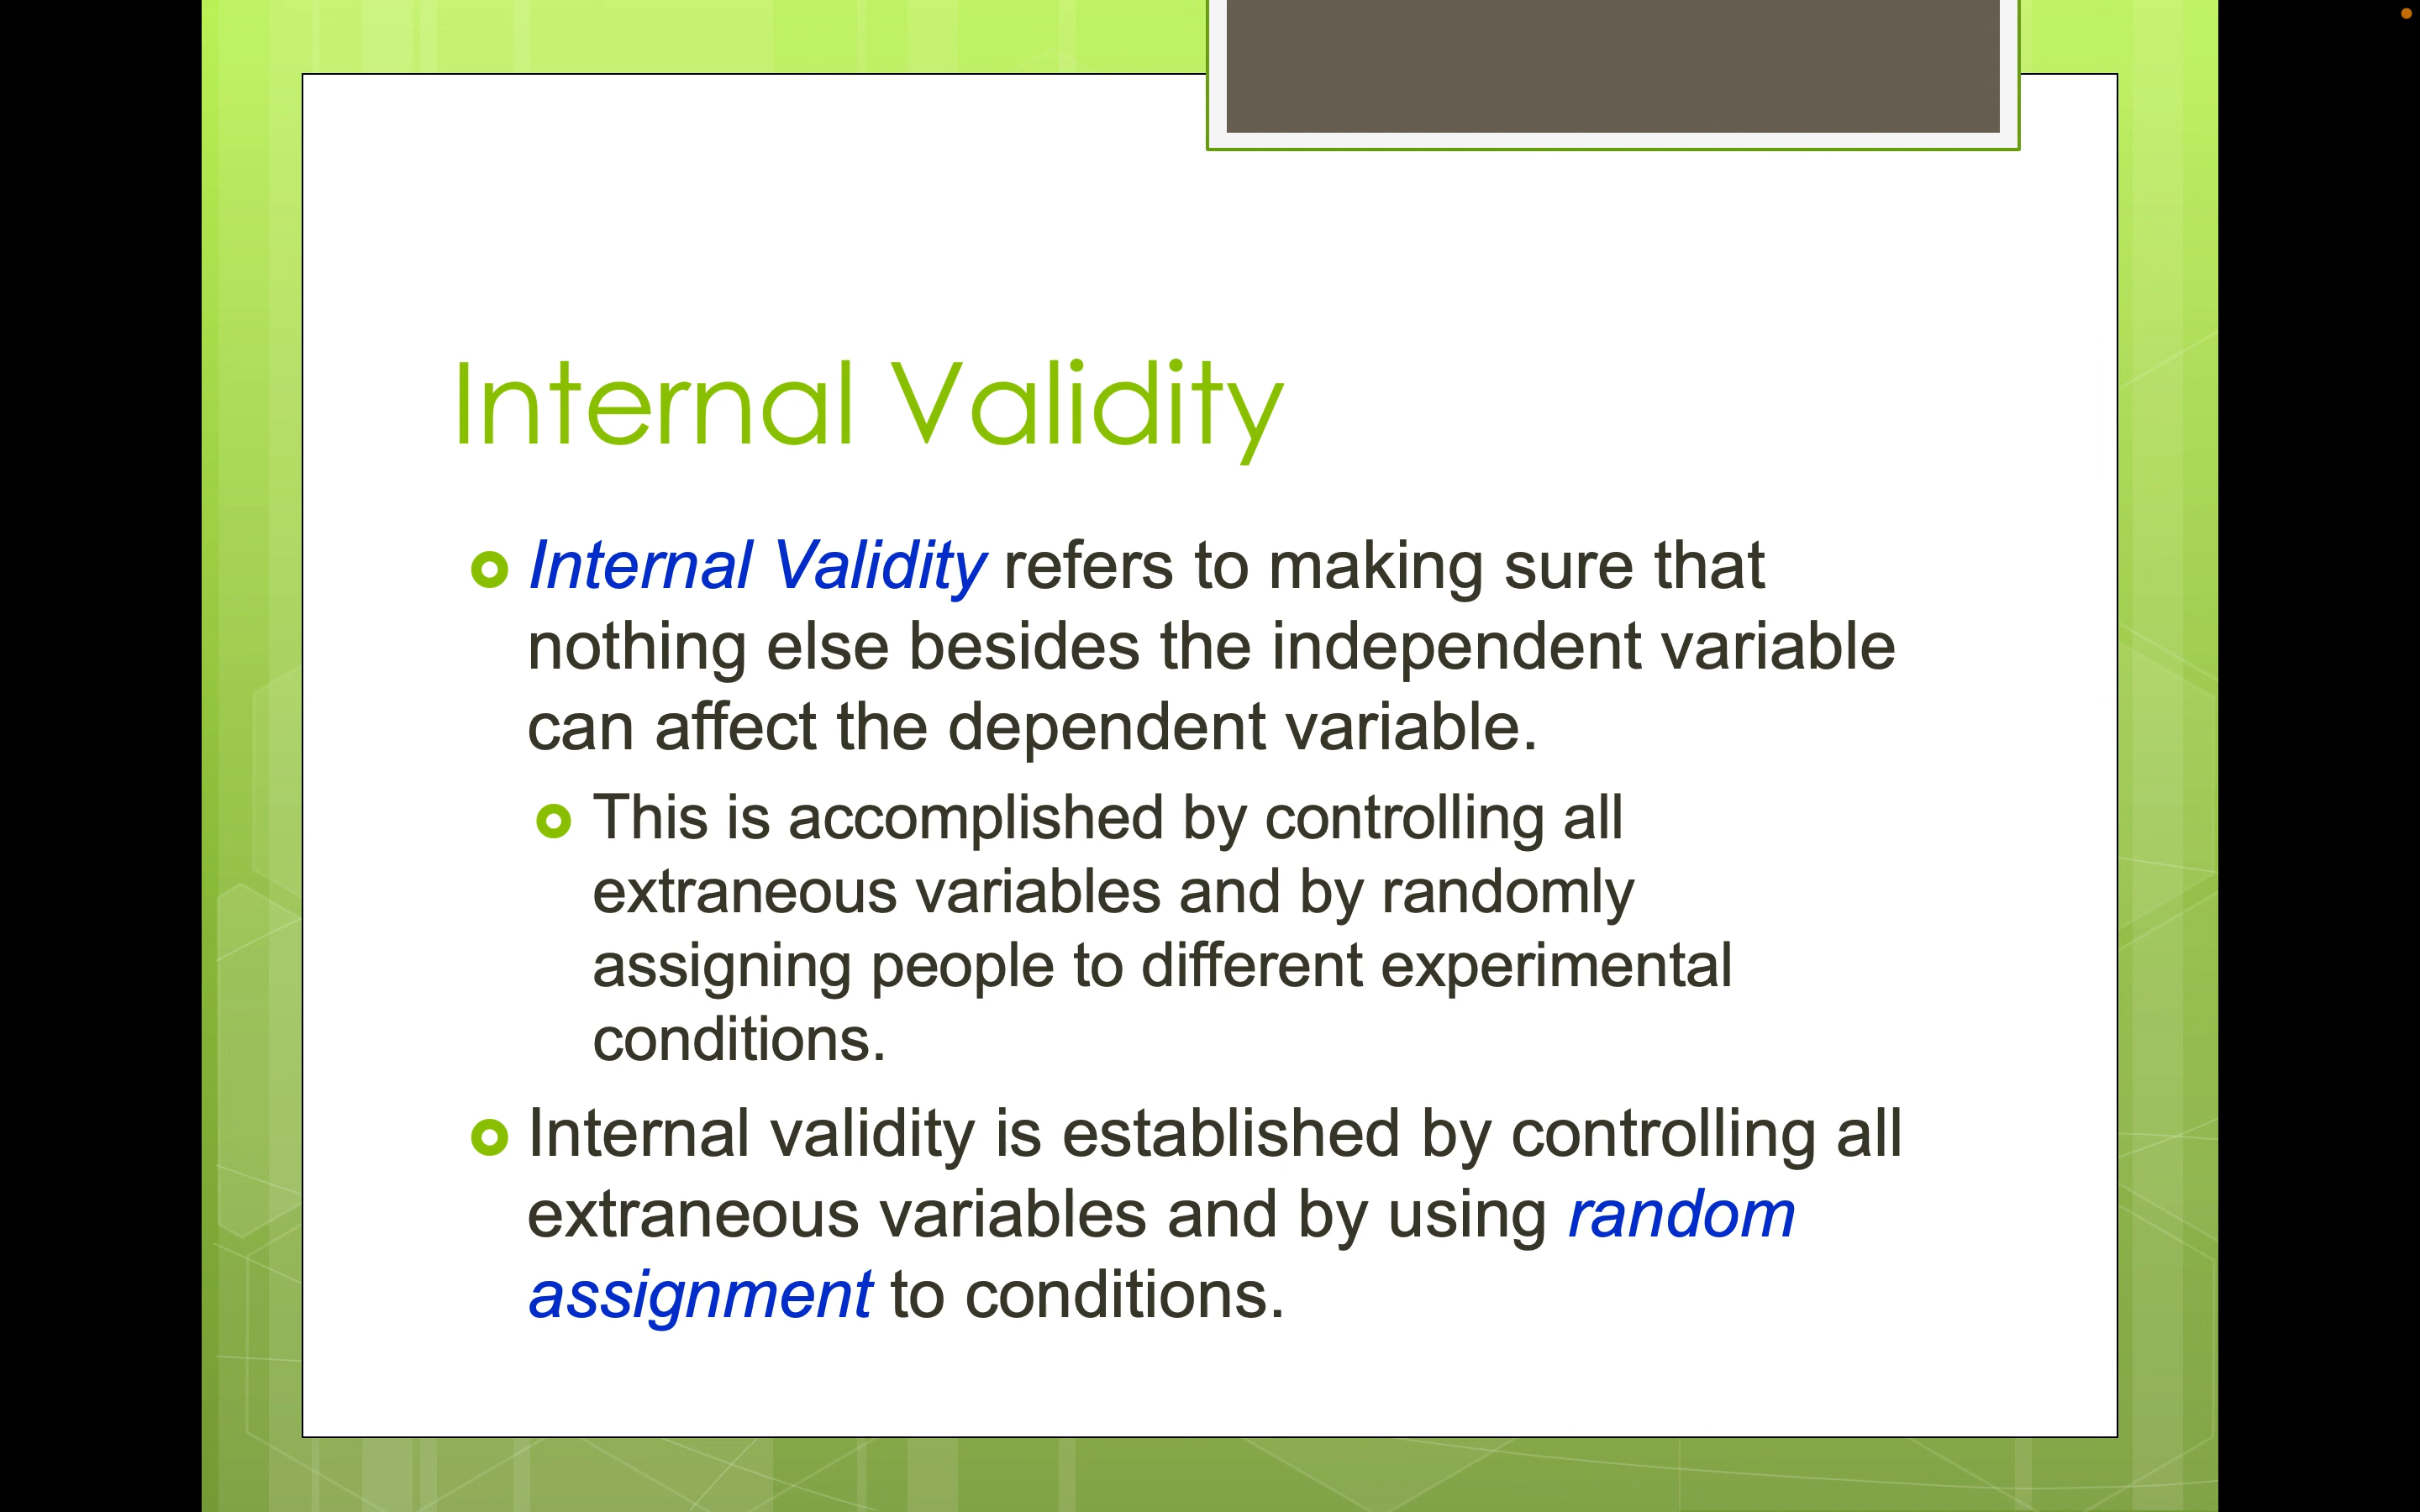 Internal Validity
Internal Validity refers to making sure that
nothing else besides the independent variable
can affect the dependent variable.
This is accomplished by controlling all
extraneous variables and by randomly
assigning people to different experimental
conditions.
Internal validity is established by controlling all
extraneous variables and by using random
assignment to conditions.